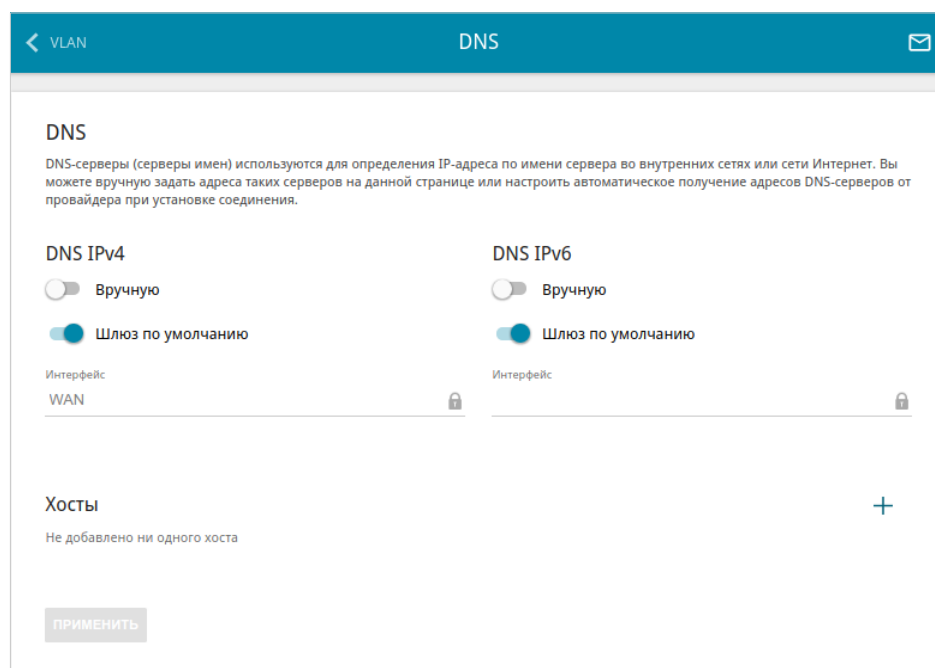 VLAN
DNS
DNS
DNS-серверы (серверы имен) используются для определения IP-адреса по имени сервера во внутренних сетях или сети Интернет. Вы
можете вручную задать адреса таких серверов на данной странице или настроить автоматическое получение адресов DNS-серверов от
провайдера при установке соединения.
DNS IPv4
Вручную
Шлюз по умолчанию
Интерфейс
WAN
DNS IPv6
Вручную
Шлюз по умолчанию
Интерфейс
Хосты
Не добавлено ни одного хоста
ПРИМЕНИТЬ